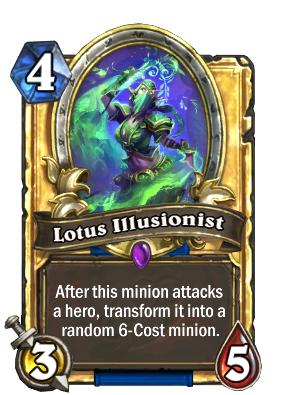 4
Lotus Illusionist
After this minion attacks
a hero, transform it into a
random 6-Cost minion.
3
5